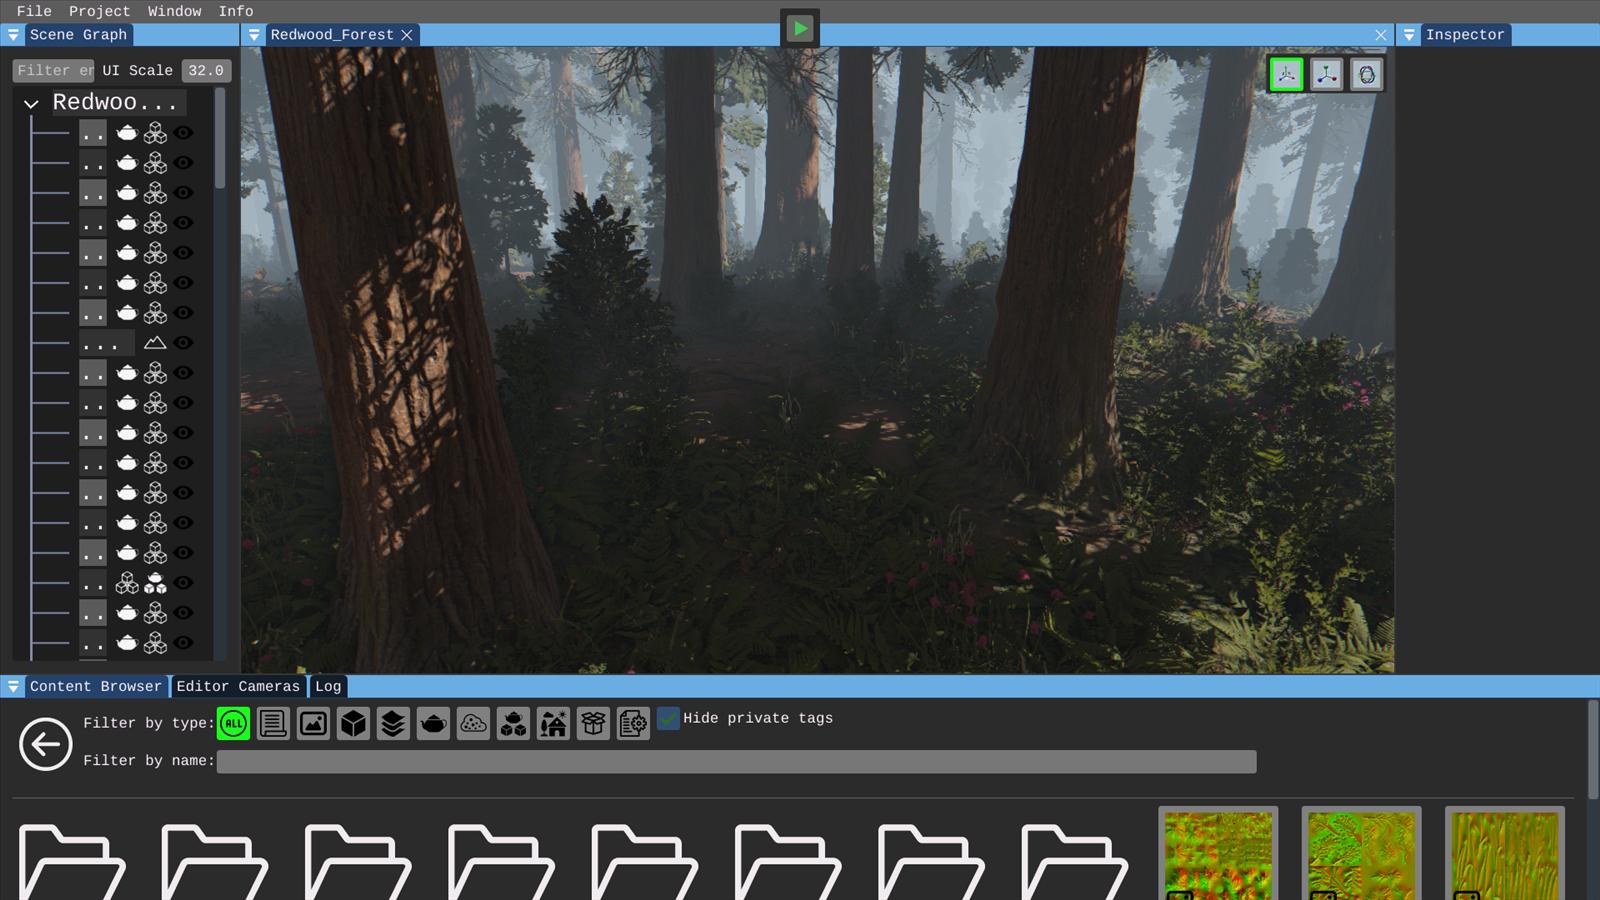 File Project Window Info
Scene Graph
Redwood_Forest
Inspector
Filter er UI Scale 32.0
Redwoo...
..
..
..
..
..
..
..
...
..
..
..
..
..
..
..
..
..
..
Content Browser Editor Cameras Log
Filter by type: ALL Hide private tags
Filter by name: